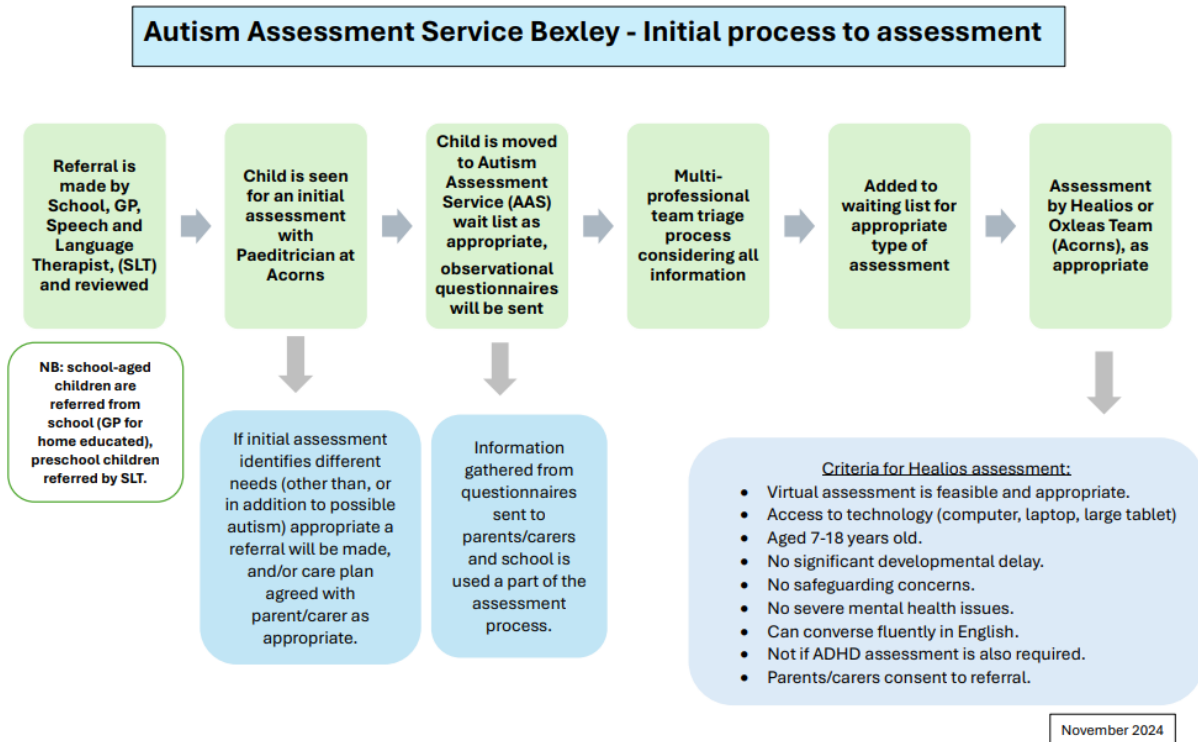 Autism Assessment Service Bexley - Initial process to assessment
Referral is
made by
School, GP,
Speech and
Language
Therapist, (SLT)
and reviewed
Child is seen
for an initial
assessment
with
Paeditrician at
Acorns
Child is moved
to Autism
Assessment
Service (AAS)
wait list as
appropriate,
observational
questionnaires
will be sent
Multi-
professional
team triage
process
considering all
information
Added to
waiting list for
appropriate
type of
assessment
Assessment
by Healios or
Oxleas Team
(Acorns), as
appropriate
NB: school-aged
children are
referred from
school (GP for
home educated),
preschool children
referred by SLT.
If initial assessment
identifies different
needs (other than, or
in addition to possible
autism) appropriate a
referral will be made,
and/or care plan
agreed with
parent/carer as
appropriate.
Information
gathered from
questionnaires
sent to
parents/carers
and school is
used a part of the
assessment
process.
Criteria for Healios assessment:
• Virtual assessment is feasible and appropriate.
• Access to technology (computer, laptop, large tablet)
• Aged 7-18 years old.
• No significant developmental delay.
• No safeguarding concerns.
• No severe mental health issues.
• Can converse fluently in English.
• Not if ADHD assessment is also required.
• Parents/carers consent to referral.
November 2024